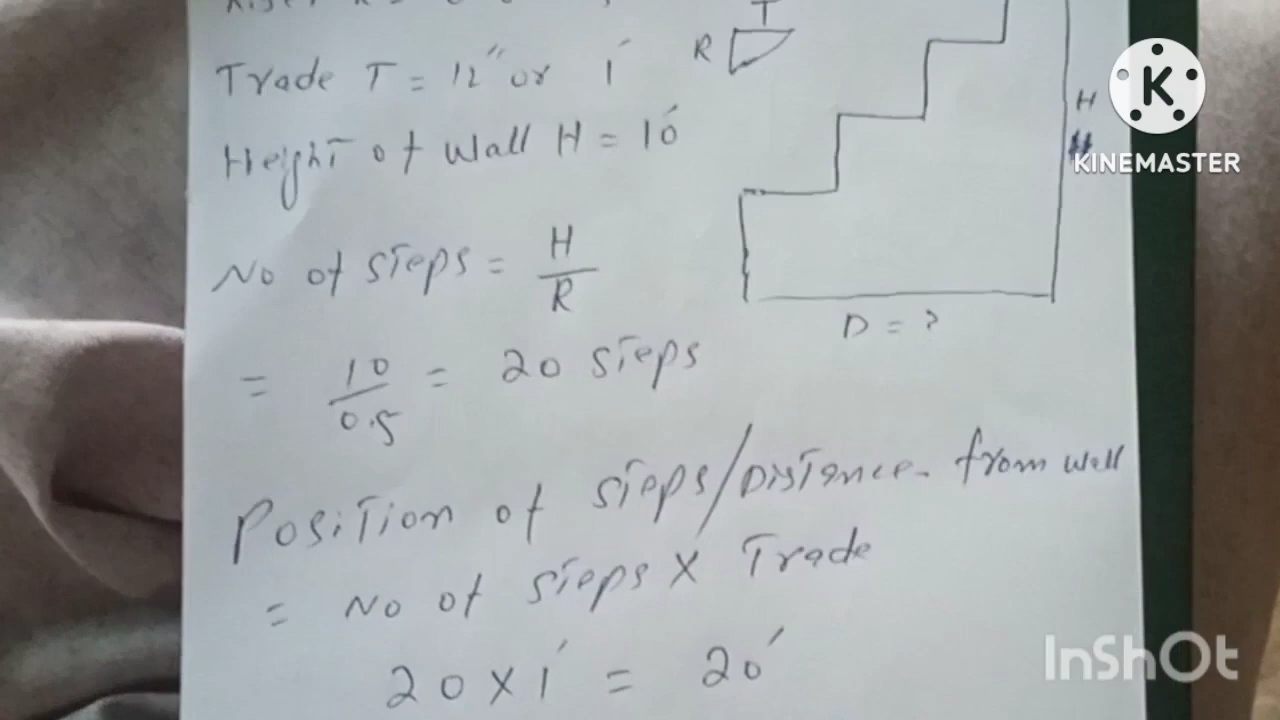 Trade T = 12" or 1'
T
R
Height of wall H = 10'
H
K
KINEMASTER
No of steps = H/R
D = ?
= 10/0.5 = 20 steps
Position of steps/Distance from wall
= No of steps X Trade
20 X 1' = 20'
InShOt